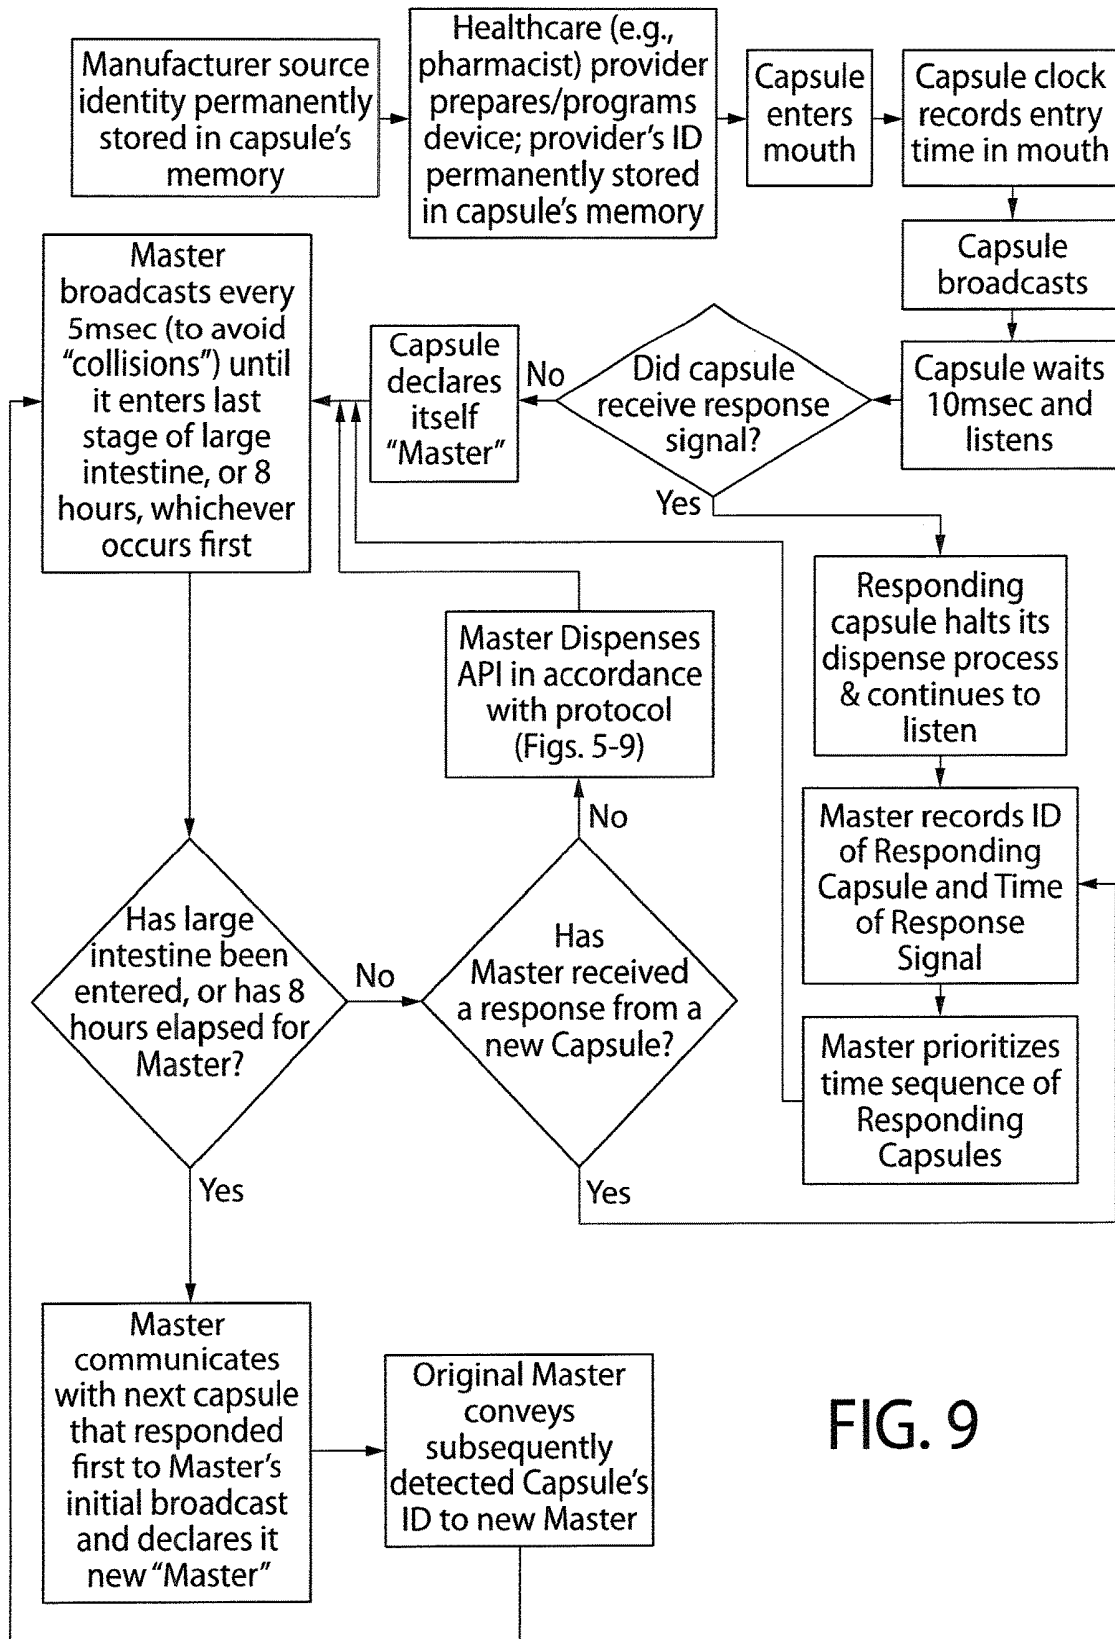 Manufacturer source
identity permanently
stored in capsule's
memory
Healthcare (e.g.,
pharmacist) provider
prepares/programs
device; provider's ID
permanently stored
in capsule's memory
Capsule
enters
mouth
Capsule clock
records entry
time in mouth
Capsule
broadcasts
Capsule waits
10msec and
listens
Did capsule
receive response
signal?
No
Yes
Capsule
declares
itself
"Master"
Master
broadcasts every
5msec (to avoid
"collisions") until
it enters last
stage of large
intestine, or 8
hours, whichever
occurs first
Responding
capsule halts its
dispense process
& continues to
listen
Master records ID
of Responding
Capsule and Time
of Response
Signal
Master prioritizes
time sequence of
Responding
Capsules
Master Dispenses
API in accordance
with protocol
(Figs. 5-9)
No
Has
Master received
a response from a
new Capsule?
Yes
Has large
intestine been
entered, or has 8
hours elapsed for
Master?
No
Yes
Master
communicates
with next capsule
that responded
first to Master's
initial broadcast
and declares it
new "Master"
Original Master
conveys
subsequently
detected Capsule's
ID to new Master
FIG. 9